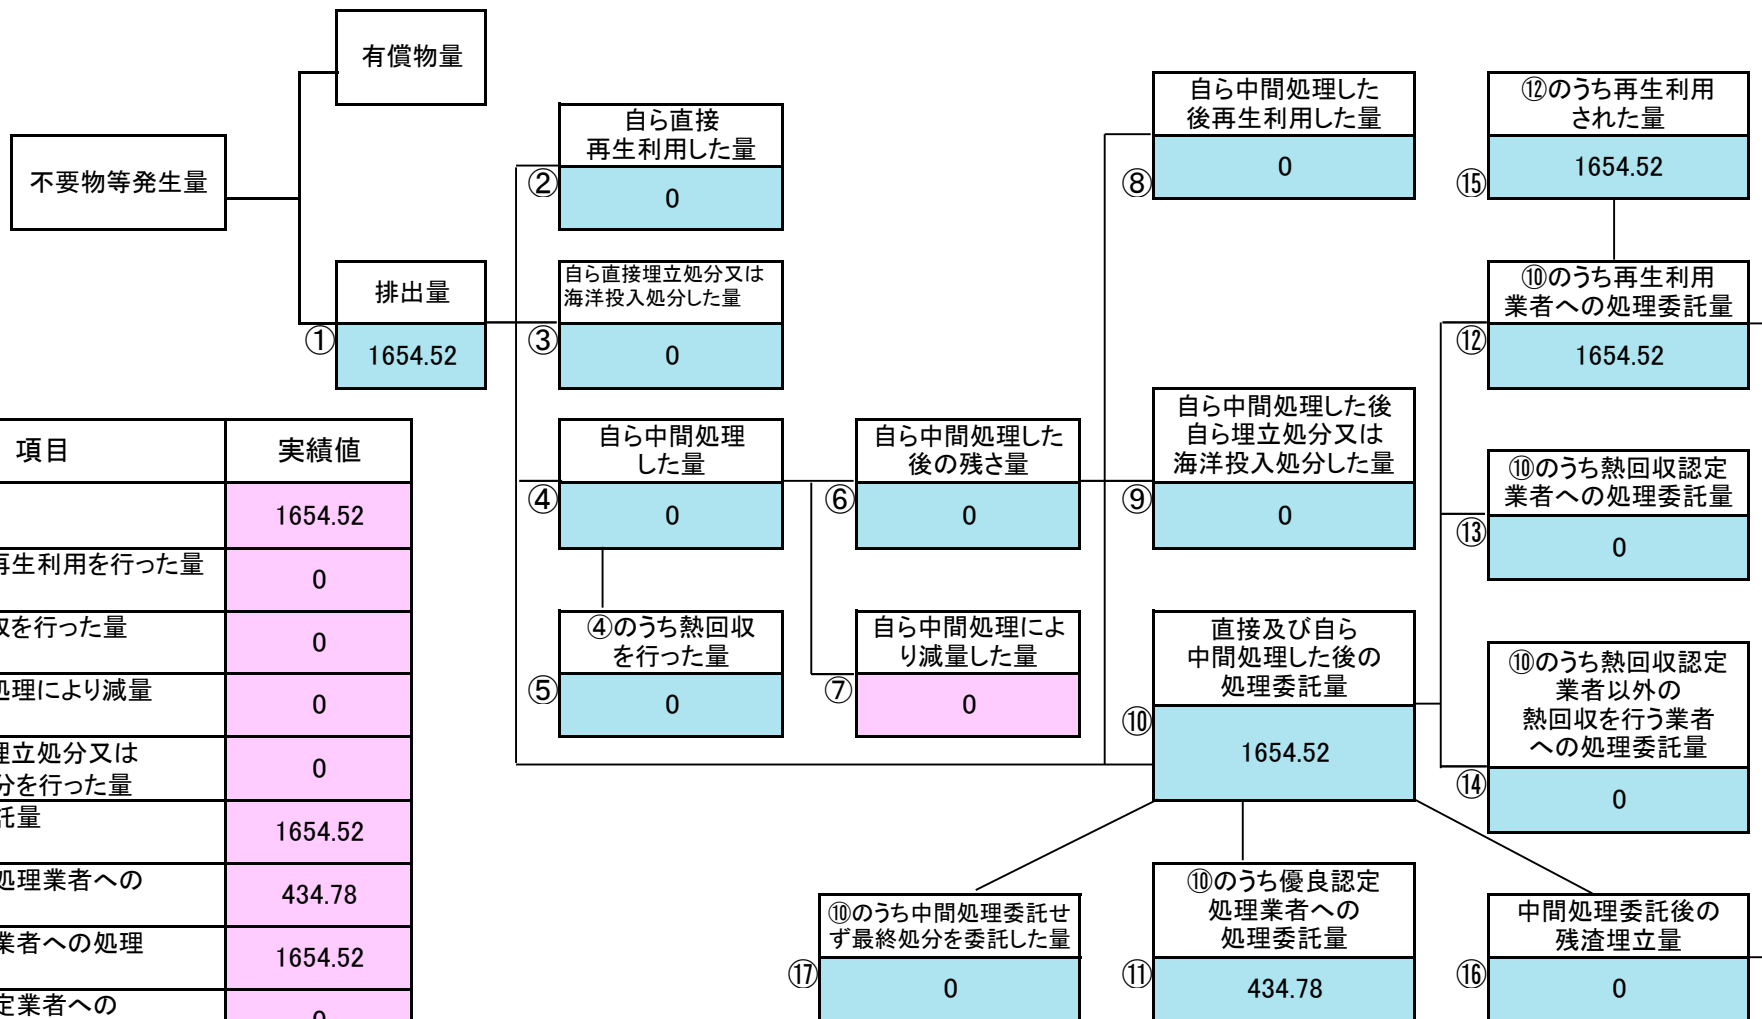 有償物量
不要物等発生量
排出量
①
1654.52
自ら直接
再生利用した量
②
0
自ら直接埋立処分又は
海洋投入処分した量
③
0
自ら中間処理
した量
④
0
④のうち熱回収
を行った量
⑤
0
自ら中間処理した
後の残さ量
⑥
0
自ら中間処理によ
り減量した量
⑦
0
自ら中間処理した
後再生利用した量
⑧
0
自ら中間処理した後
自ら埋立処分又は
海洋投入処分した量
⑨
0
直接及び自ら
中間処理した後の
処理委託量
⑩
1654.52
⑩のうち優良認定
処理業者への
処理委託量
⑪
434.78
⑫のうち再生利用
された量
⑮
1654.52
⑩のうち再生利用
業者への処理委託量
⑫
1654.52
⑩のうち熱回収認定
業者への処理委託量
⑬
0
⑩のうち熱回収認定
業者以外の
熱回収を行う業者
への処理委託量
⑭
0
中間処理委託後の
残渣埋立量
⑯
0
⑩のうち中間処理委託せ
ず最終処分を委託した量
⑰
0
項目 実績値
1654.52
再生利用を行った量
0
収を行った量
0
処理により減量
0
埋立処分又は
分を行った量
0
託量
1654.52
処理業者への
434.78
業者への処理
1654.52
定業者への
0